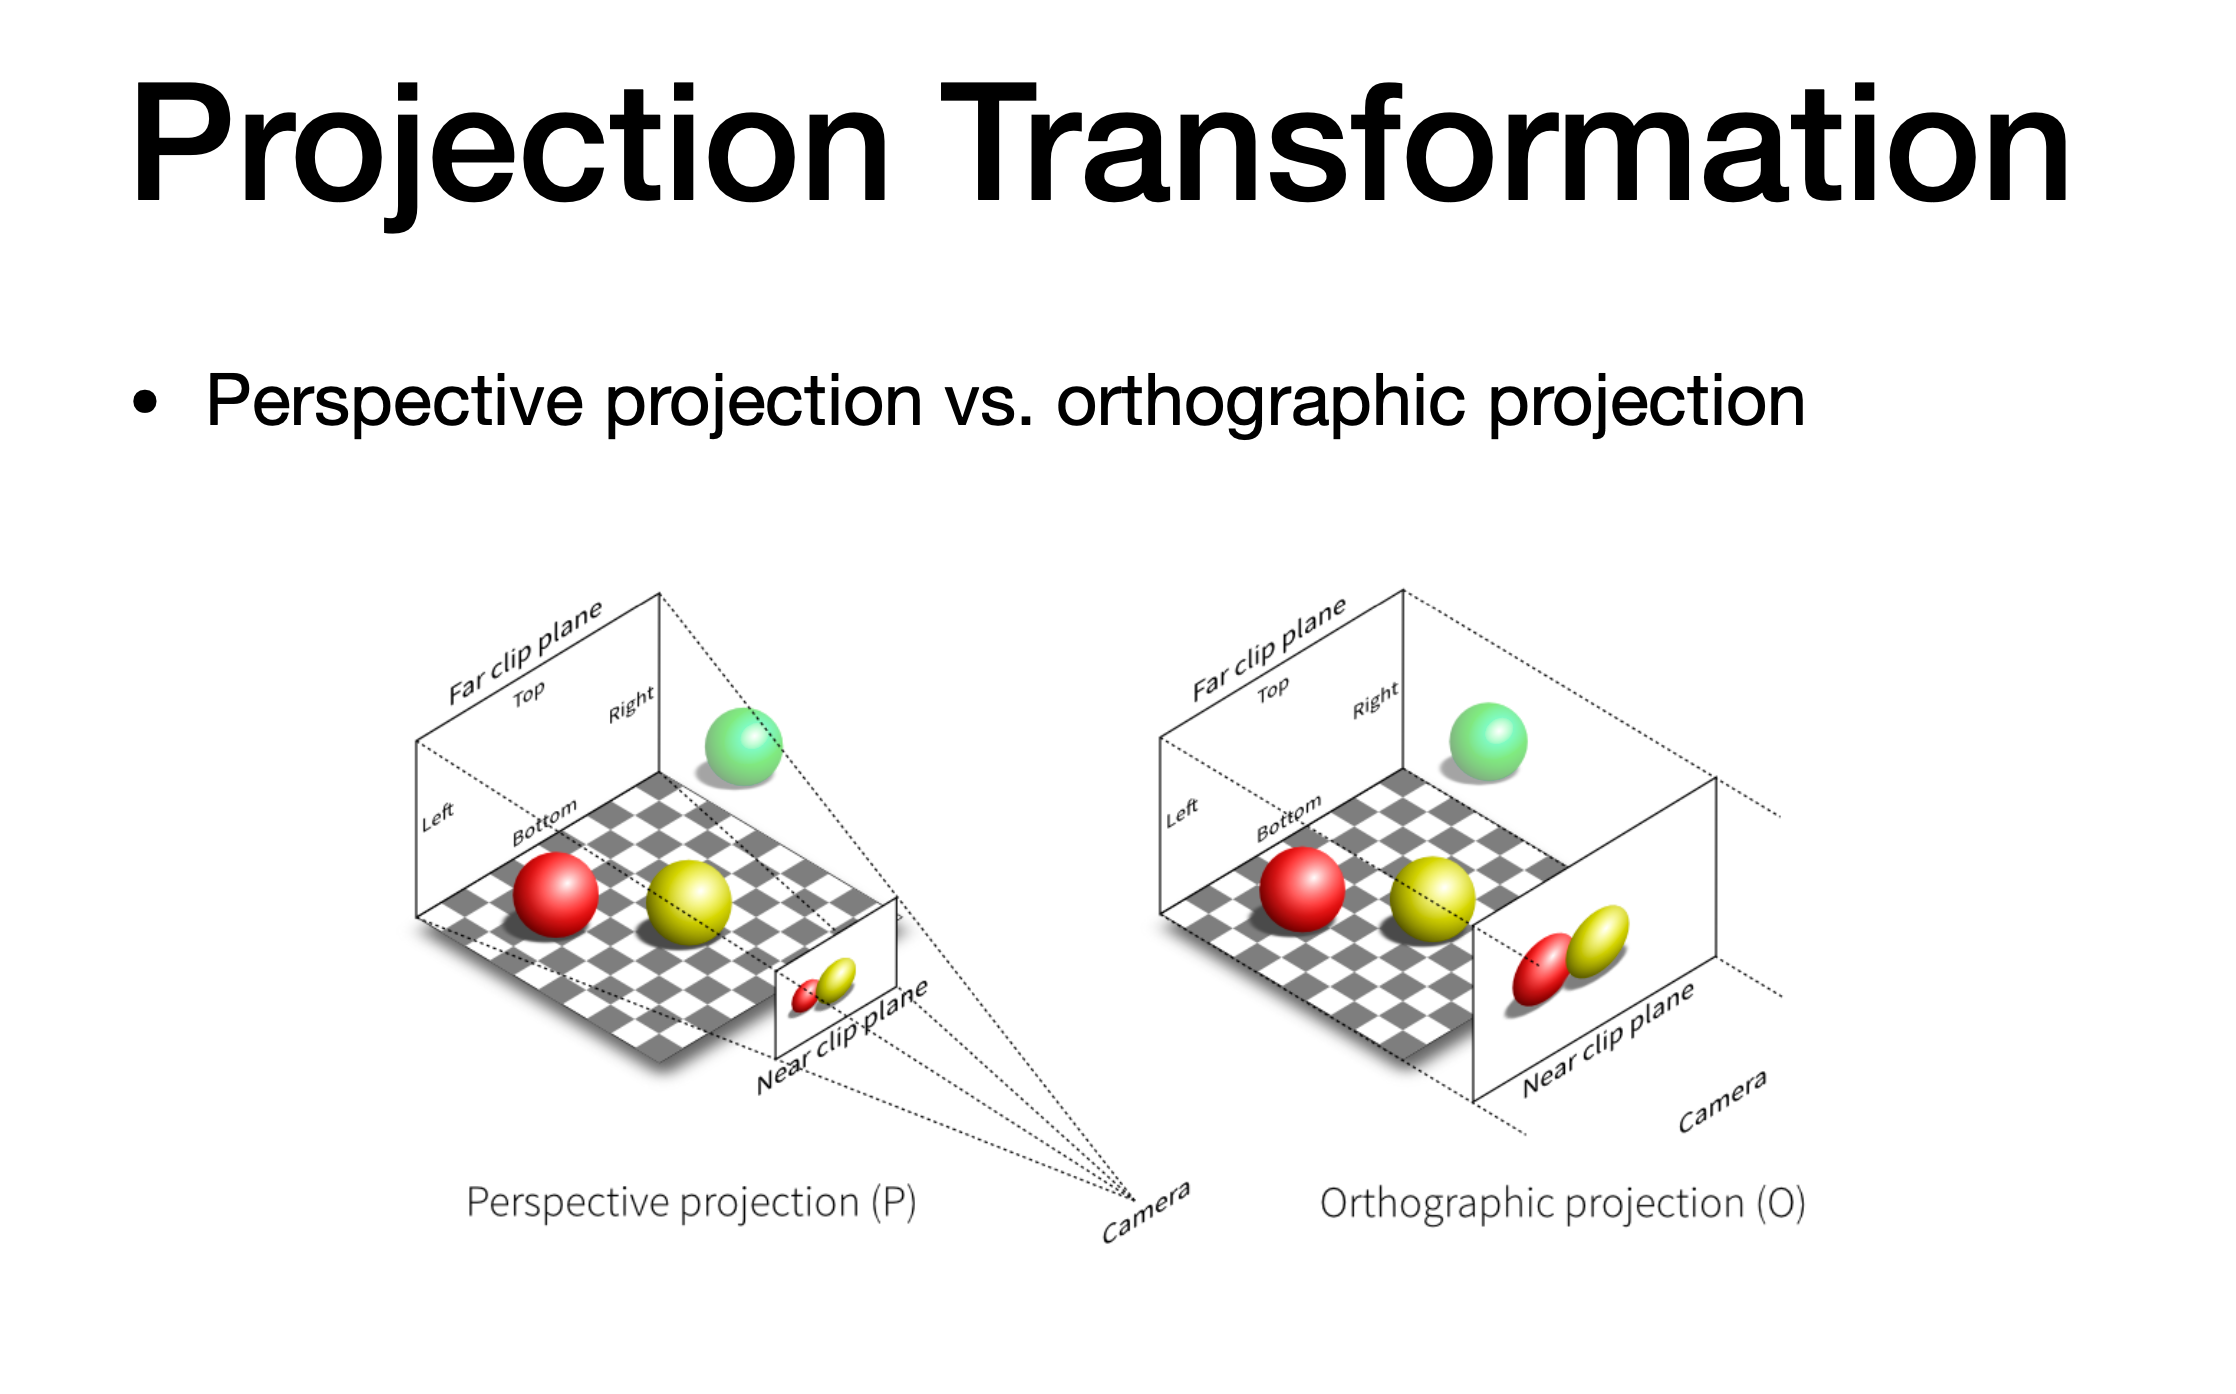 Projection Transformation
• Perspective projection vs. orthographic projection
Far clip plane
Top
Right
Left
Bottom
Near clip plane
Camera
Perspective projection (P)
Far clip plane
Top
Right
Left
Bottom
Near clip plane
Camera
Orthographic projection (O)